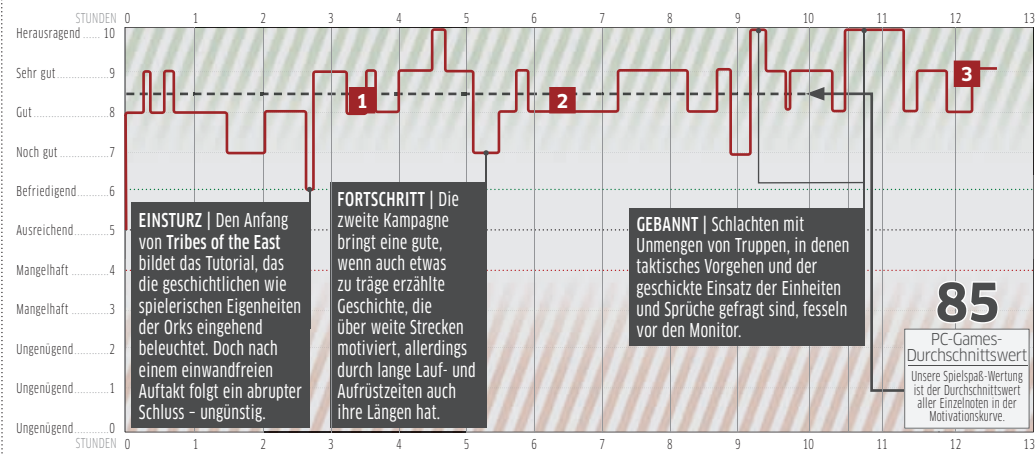 STUNDEN 0 1 2 3 4 5 6 7 8 9 10 11 12 13
Herausragend ...... 10
Sehr gut .............. 9
Gut ..................... 8
Noch gut ............. 7
Befriedigend ......... 6
Ausreichend .......... 5
Mangelhaft ........... 4
Mangelhaft ........... 3
Ungenügend .......... 2
Ungenügend .......... 1
Ungenügend .......... 0
STUNDEN 0 1 2 3 4 5 6 7 8 9 10 11 12 13
1
2
3
EINSTURZ | Den Anfang
von Tribes of the East
bildet das Tutorial, das
die geschichtlichen wie
spielerischen Eigenheiten
der Orks eingehend
beleuchtet. Doch nach
einem einwandfreien
Auftakt folgt ein abrupter
Schluss – ungünstig.
FORTSCHRITT | Die
zweite Kampagne
bringt eine gute,
wenn auch etwas
zu träge erzählte
Geschichte, die
über weite Strecken
motiviert, allerdings
durch lange Lauf- und
Aufrüstzeiten auch
ihre Längen hat.
GEBANNT | Schlachten mit
Unmengen von Truppen, in denen
taktisches Vorgehen und der
geschickte Einsatz der Einheiten
und Sprüche gefragt sind, fesseln
vor den Monitor.
85
PC-Games-
Durchschnittswert
Unsere Spielspaß-Wertung
ist der Durchschnittswert
aller Einzelnoten in der
Motivationskurve.